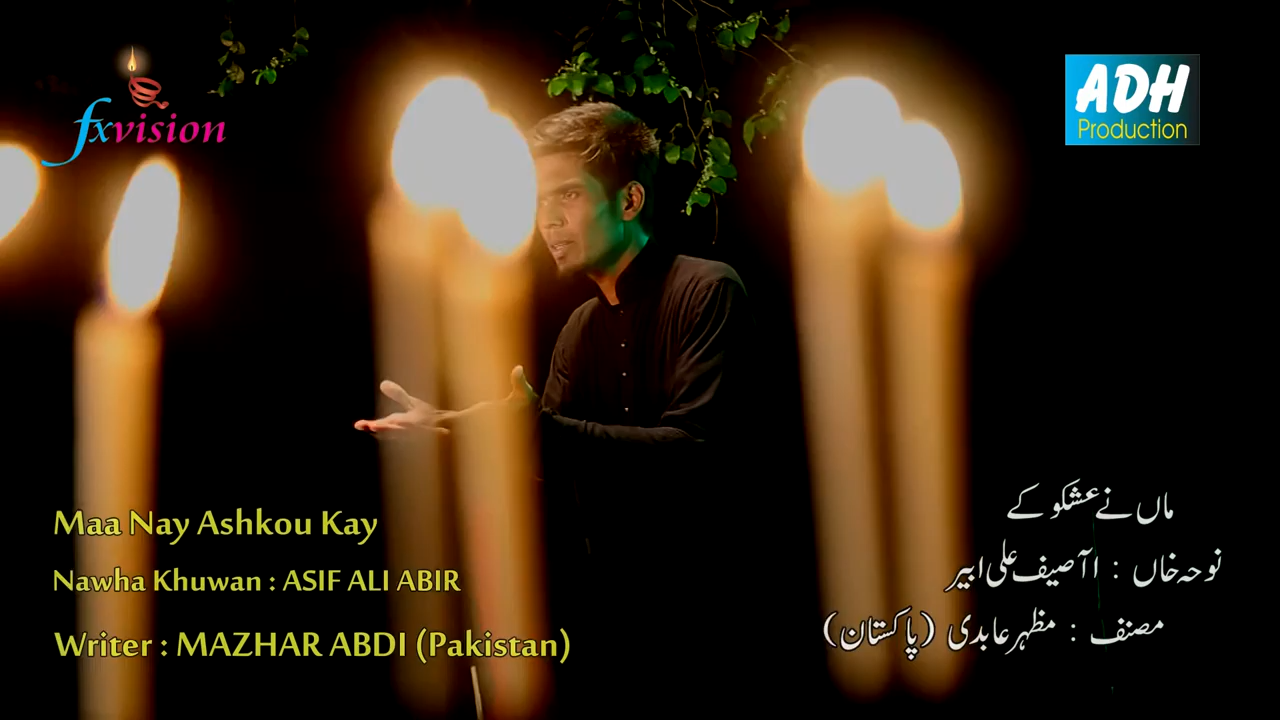 fxvision
ADH
Production
Maa Nay Ashkou Kay
Nawha Khuwan : ASIF ALI ABIR
Writer : MAZHAR ABDI (Pakistan)
ماں نے عشکو کے
نوحہ خاں : اآصیف علی ابیر
مصنف : مظہر عابدی (پاکستان)